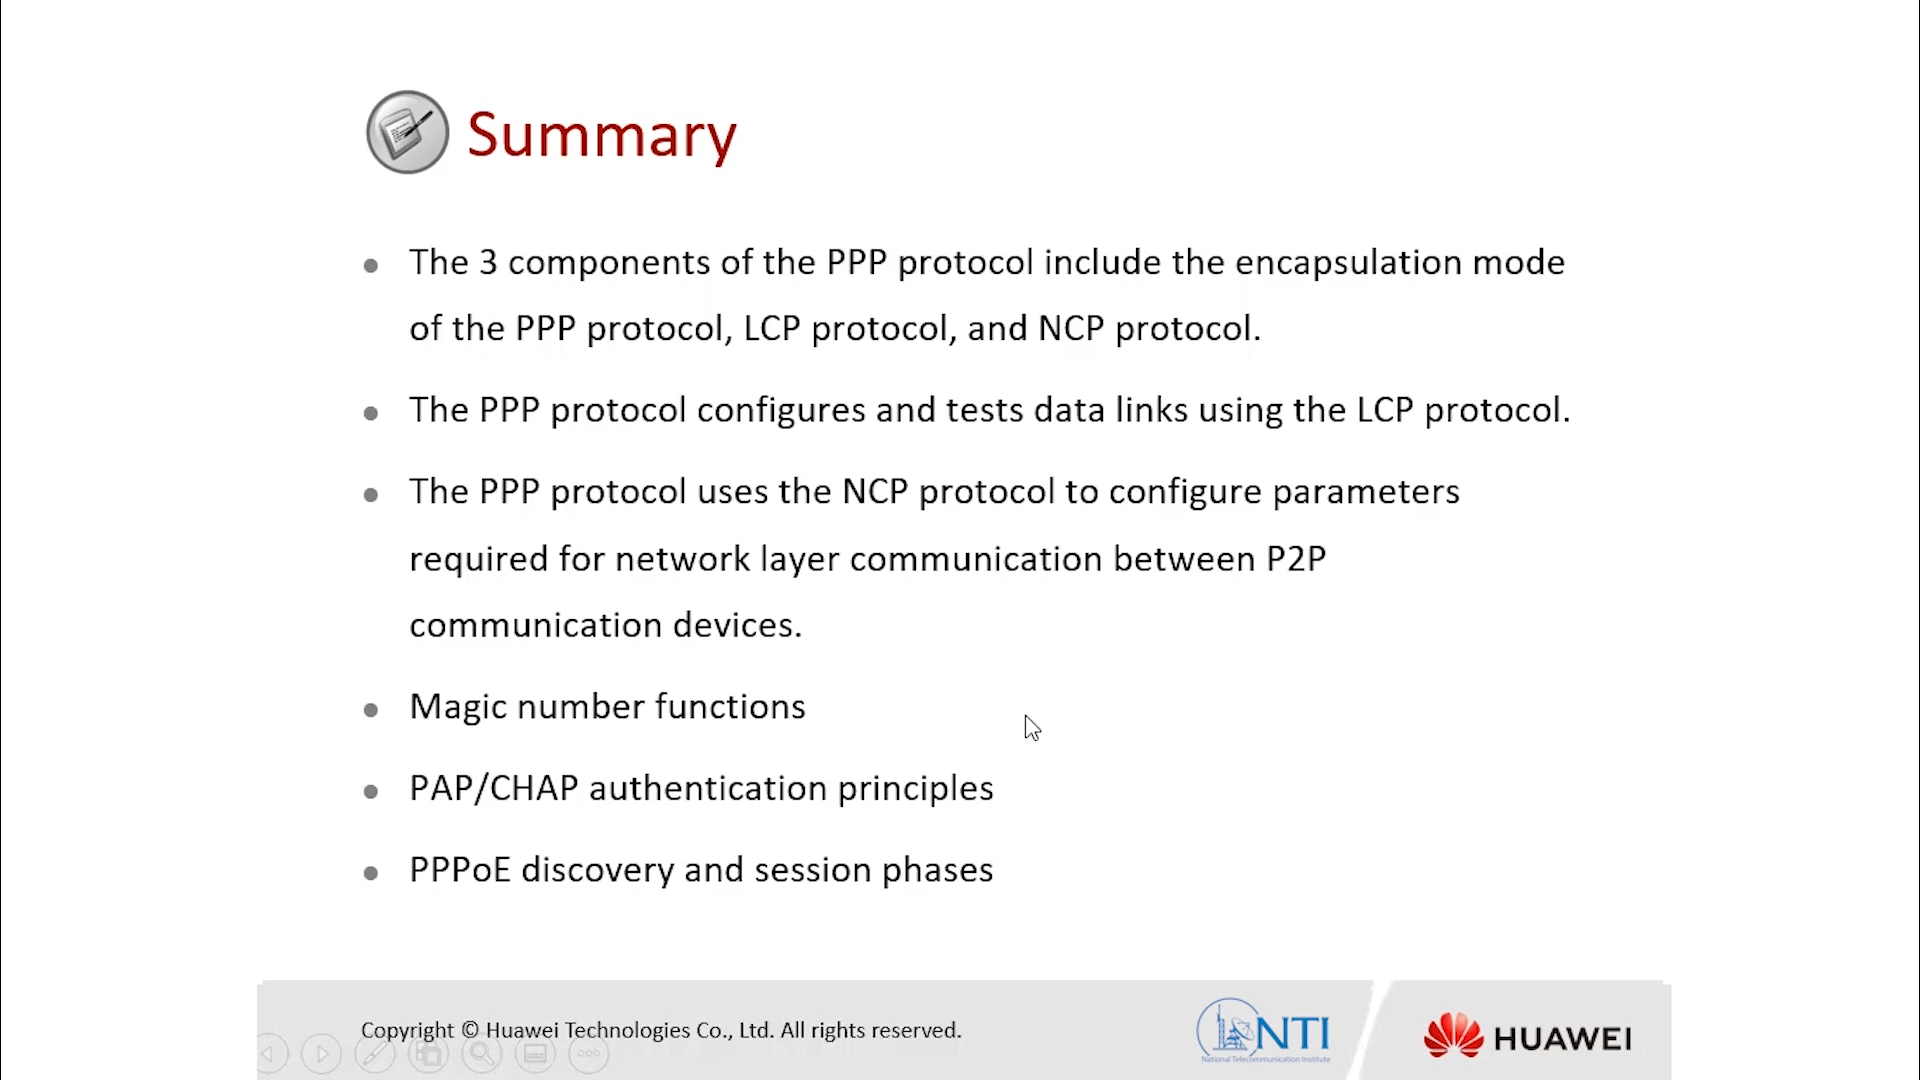 Summary
The 3 components of the PPP protocol include the encapsulation mode
of the PPP protocol, LCP protocol, and NCP protocol.
The PPP protocol configures and tests data links using the LCP protocol.
The PPP protocol uses the NCP protocol to configure parameters
required for network layer communication between P2P
communication devices.
Magic number functions
PAP/CHAP authentication principles
PPPoE discovery and session phases
Copyright © Huawei Technologies Co., Ltd. All rights reserved.
NTI
National Telecommunication Institute
HUAWEI